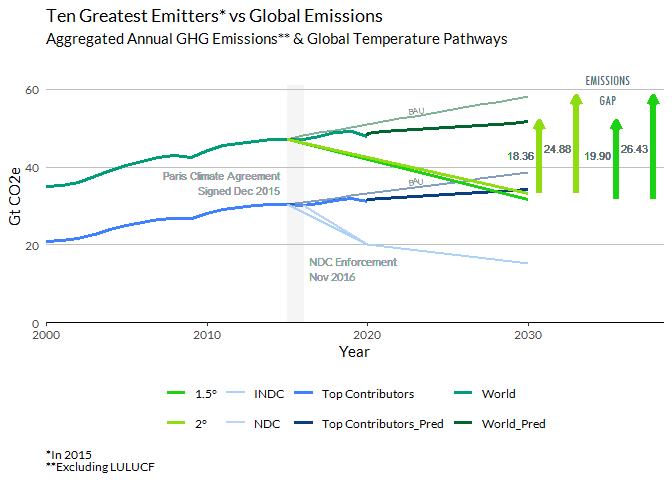 Ten Greatest Emitters* vs Global Emissions
Aggregated Annual GHG Emissions** & Global Temperature Pathways
EMISSIONS
GAP
60
40
20
0
Gt CO2e
BAU
BAU
18.36
24.88
19.90
26.43
Paris Climate Agreement
Signed Dec 2015
NDC Enforcement
Nov 2016
2000
2010
2020
2030
Year
1.5° INDC Top Contributors World
2° NDC Top Contributors_Pred World_Pred
*In 2015
**Excluding LULUCF